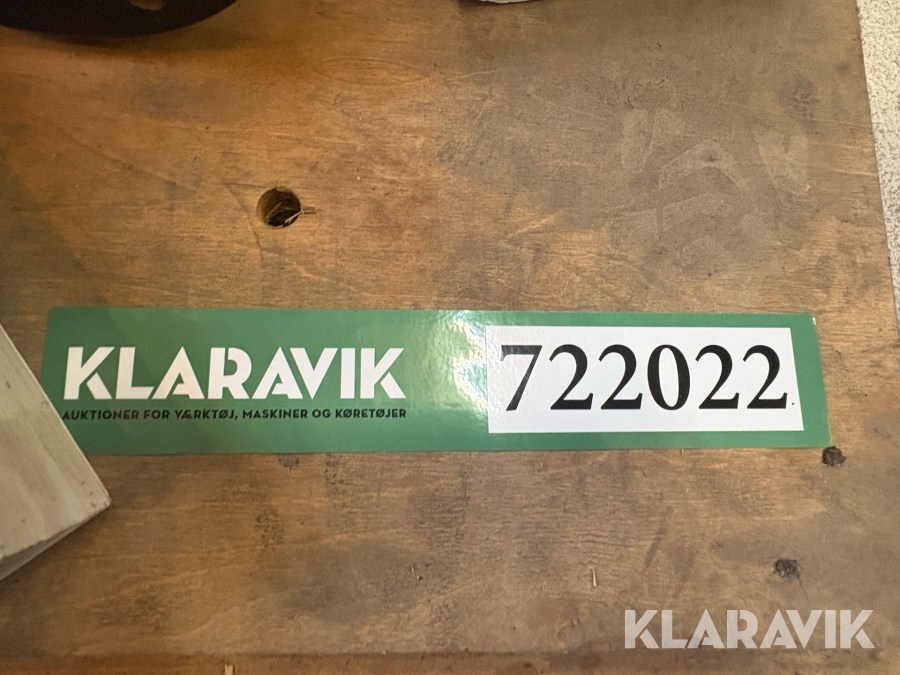 KLARAVIK
AUKTIONER FOR VÆRKTØJ, MASKINER OG KØRETØJER
722022.
KLARAVIK